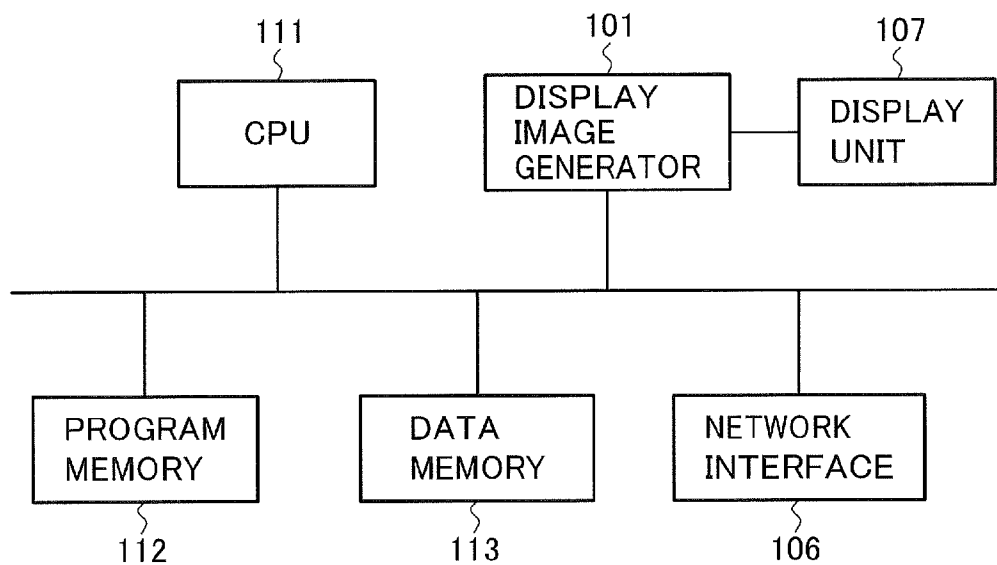 111
101
107
CPU
DISPLAY
IMAGE
GENERATOR
DISPLAY
UNIT
PROGRAM
MEMORY
DATA
MEMORY
NETWORK
INTERFACE
112
113
106